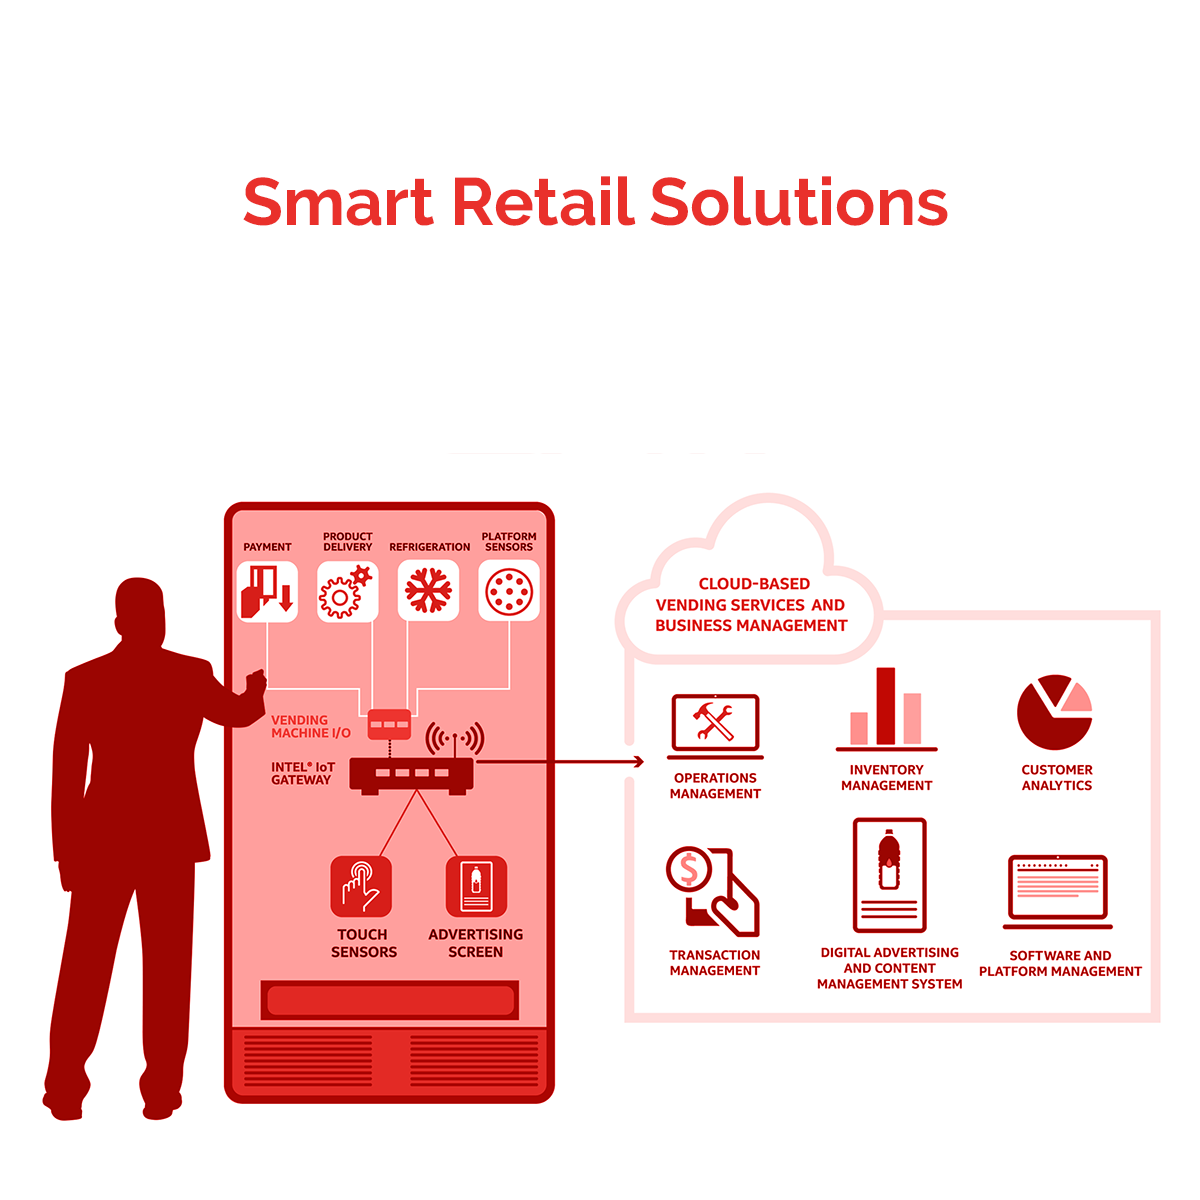 Smart Retail Solutions
PAYMENT
PRODUCT
DELIVERY
REFRIGERATION
PLATFORM
SENSORS
VENDING
MACHINE I/O
INTEL® IoT
GATEWAY
TOUCH
SENSORS
ADVERTISING
SCREEN
CLOUD-BASED
VENDING SERVICES AND
BUSINESS MANAGEMENT
OPERATIONS
MANAGEMENT
INVENTORY
MANAGEMENT
CUSTOMER
ANALYTICS
$
TRANSACTION
MANAGEMENT
DIGITAL ADVERTISING
AND CONTENT
MANAGEMENT SYSTEM
SOFTWARE AND
PLATFORM MANAGEMENT